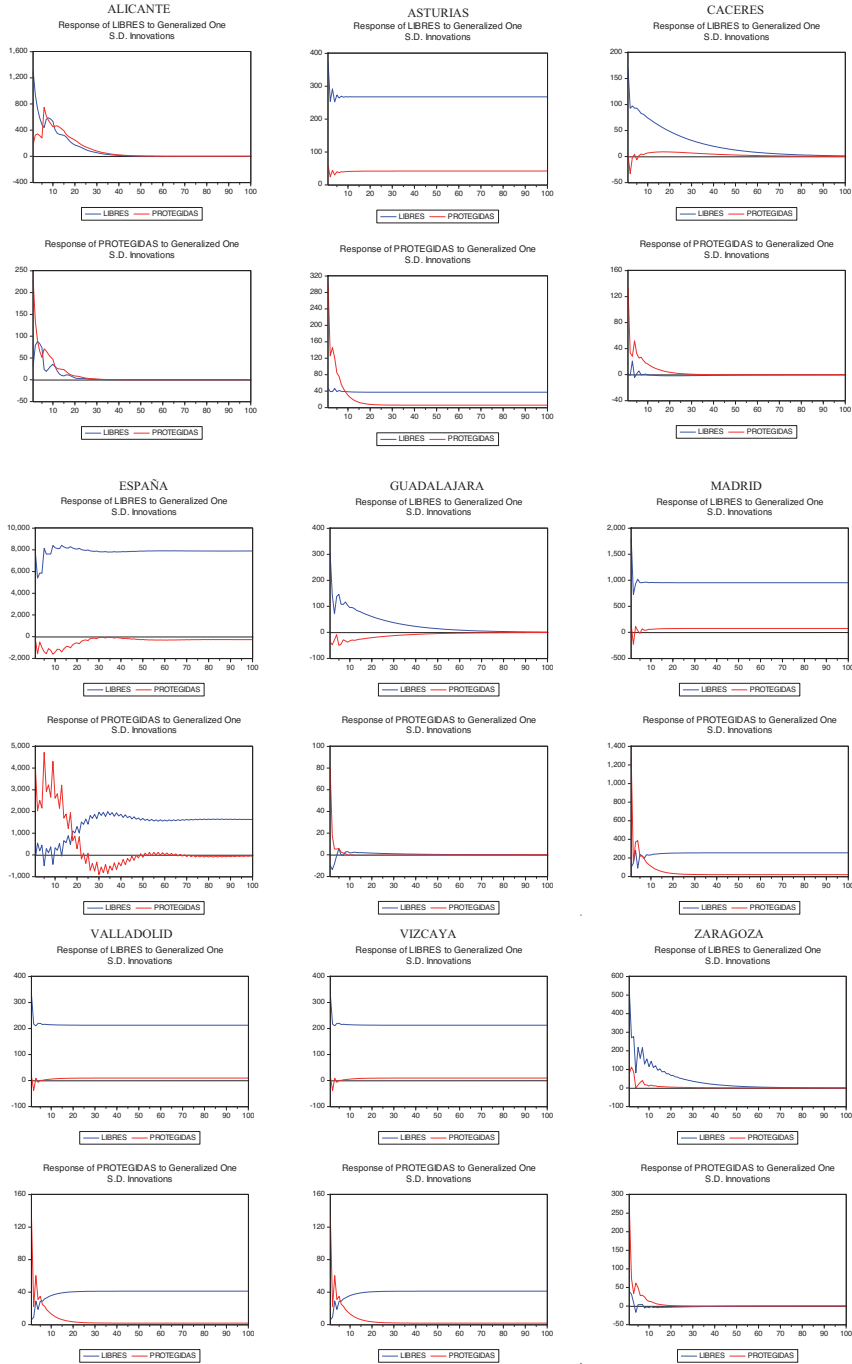 ALICANTE
Response of LIBRES to Generalized One
S.D. Innovations
1,600
1,200
800
400
0
-400
10 20 30 40 50 60 70 80 90 100
LIBRES PROTEGIDAS
ASTURIAS
Response of LIBRES to Generalized One
S.D. Innovations
400
300
200
100
0
10 20 30 40 50 60 70 80 90 100
LIBRES PROTEGIDAS
CACERES
Response of LIBRES to Generalized One
S.D. Innovations
200
150
100
50
0
-50
10 20 30 40 50 60 70 80 90 100
LIBRES PROTEGIDAS
Response of PROTEGIDAS to Generalized One
S.D. Innovations
250
200
150
100
50
0
-50
10 20 30 40 50 60 70 80 90 100
LIBRES PROTEGIDAS
Response of PROTEGIDAS to Generalized One
S.D. Innovations
320
280
240
200
160
120
80
40
0
10 20 30 40 50 60 70 80 90 100
LIBRES PROTEGIDAS
Response of PROTEGIDAS to Generalized One
S.D. Innovations
160
120
80
40
0
-40
10 20 30 40 50 60 70 80 90 100
LIBRES PROTEGIDAS
ESPAÑA
Response of LIBRES to Generalized One
S.D. Innovations
10,000
8,000
6,000
4,000
2,000
0
-2,000
10 20 30 40 50 60 70 80 90 100
LIBRES PROTEGIDAS
GUADALAJARA
Response of LIBRES to Generalized One
S.D. Innovations
400
300
200
100
0
-100
10 20 30 40 50 60 70 80 90 100
LIBRES PROTEGIDAS
MADRID
Response of LIBRES to Generalized One
S.D. Innovations
2,000
1,500
1,000
500
0
-500
10 20 30 40 50 60 70 80 90 100
LIBRES PROTEGIDAS
Response of PROTEGIDAS to Generalized One
S.D. Innovations
5,000
4,000
3,000
2,000
1,000
0
-1,000
10 20 30 40 50 60 70 80 90 100
LIBRES PROTEGIDAS
Response of PROTEGIDAS to Generalized One
S.D. Innovations
100
80
60
40
20
0
-20
10 20 30 40 50 60 70 80 90 100
LIBRES PROTEGIDAS
Response of PROTEGIDAS to Generalized One
S.D. Innovations
1,400
1,200
1,000
800
600
400
200
0
10 20 30 40 50 60 70 80 90 100
LIBRES PROTEGIDAS
VALLADOLID
Response of LIBRES to Generalized One
S.D. Innovations
400
300
200
100
0
-100
10 20 30 40 50 60 70 80 90 100
LIBRES PROTEGIDAS
VIZCAYA
Response of LIBRES to Generalized One
S.D. Innovations
400
300
200
100
0
-100
10 20 30 40 50 60 70 80 90 100
LIBRES PROTEGIDAS
ZARAGOZA
Response of LIBRES to Generalized One
S.D. Innovations
600
500
400
300
200
100
0
-100
10 20 30 40 50 60 70 80 90 100
LIBRES PROTEGIDAS
Response of PROTEGIDAS to Generalized One
S.D. Innovations
160
120
80
40
0
10 20 30 40 50 60 70 80 90 100
LIBRES PROTEGIDAS
Response of PROTEGIDAS to Generalized One
S.D. Innovations
160
120
80
40
0
10 20 30 40 50 60 70 80 90 100
LIBRES PROTEGIDAS
Response of PROTEGIDAS to Generalized One
S.D. Innovations
300
250
200
150
100
50
0
-50
10 20 30 40 50 60 70 80 90 100
LIBRES PROTEGIDAS